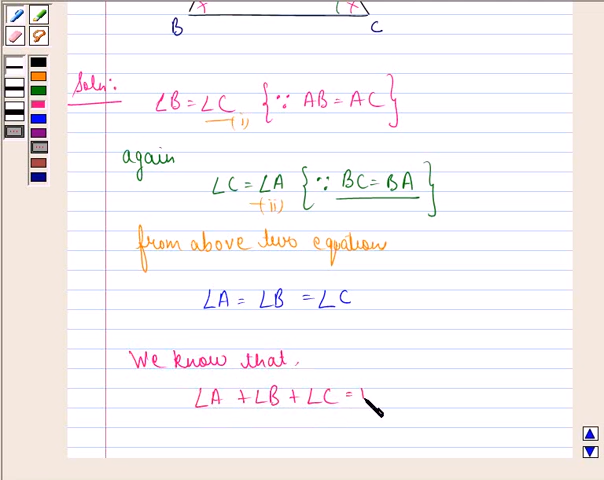 B C
Soln:
∠B = ∠C {∵ AB = AC}
—(i)
again
∠C = ∠A {∵ BC = BA}
—(ii)
from above two equation
∠A = ∠B = ∠C
We know that,
∠A + ∠B + ∠C =